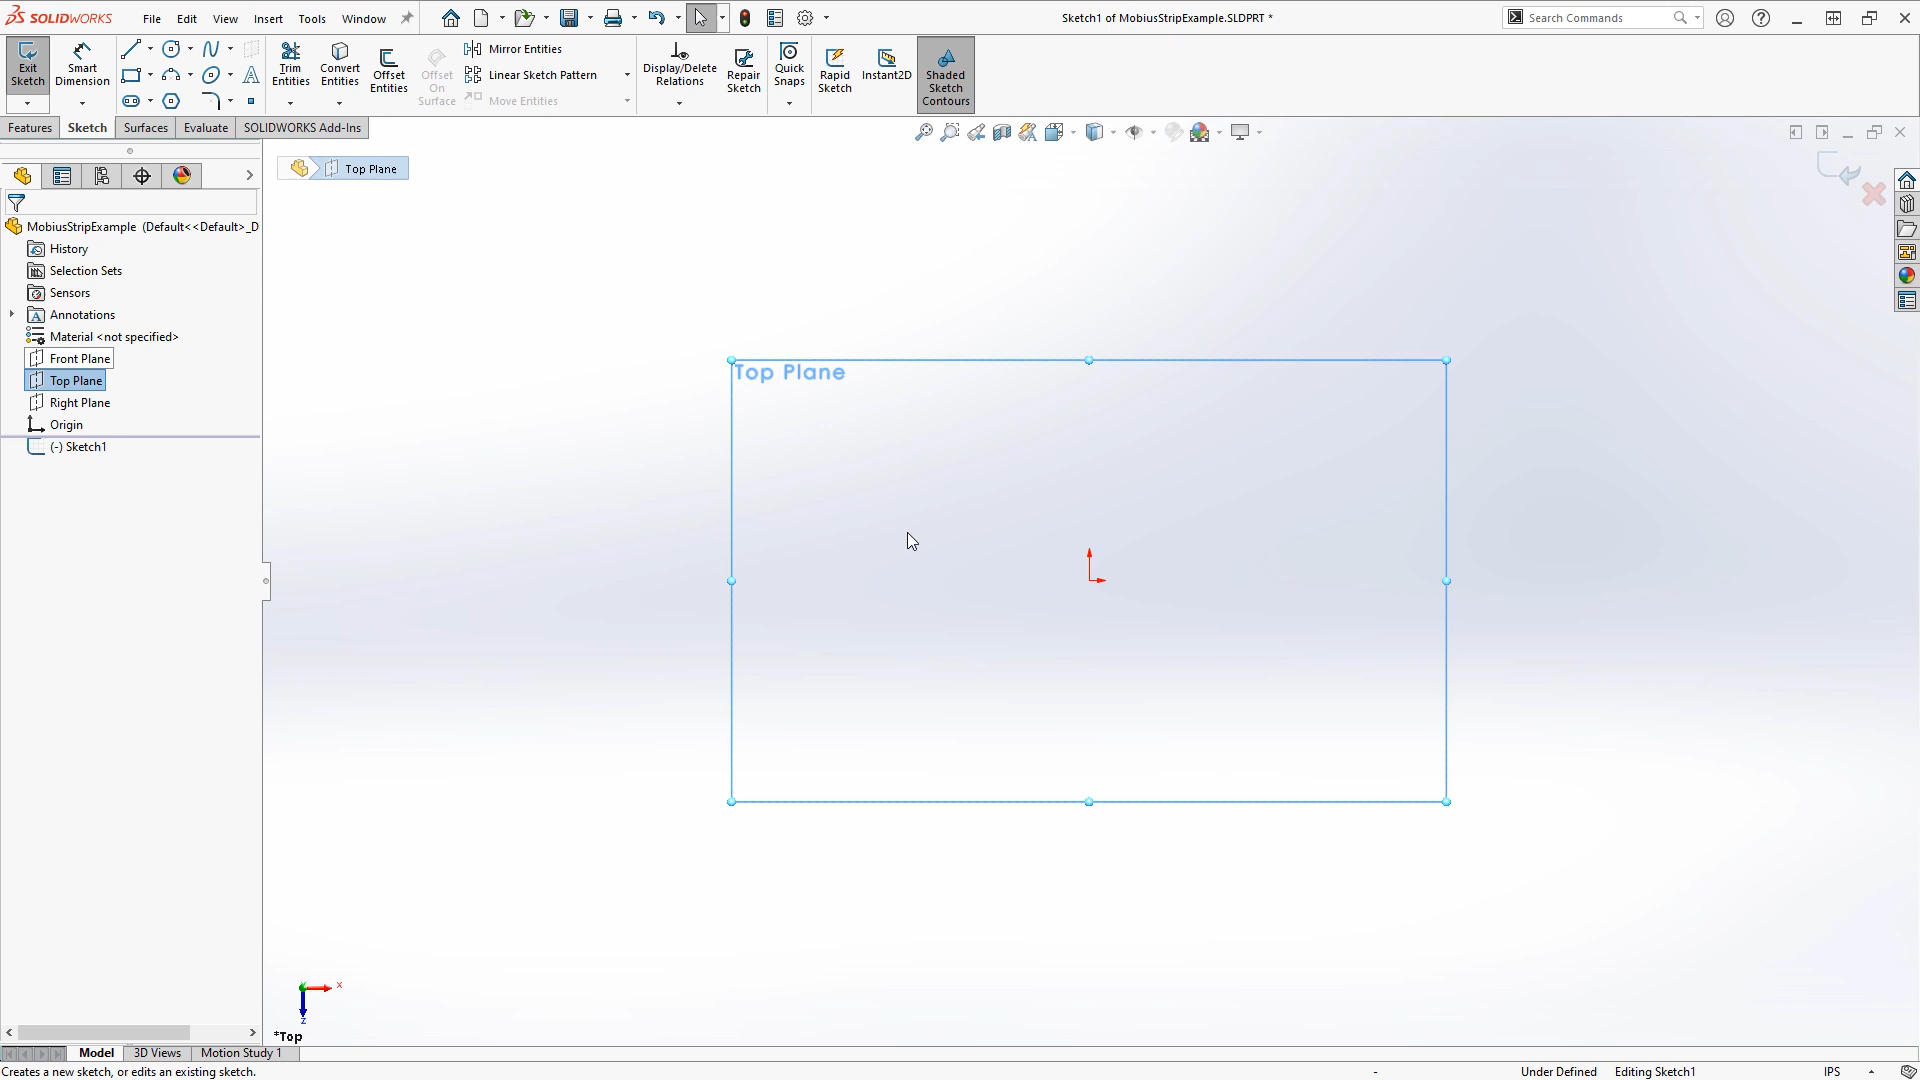 SOLIDWORKS File Edit View Insert Tools Window Sketch1 of MobiusStripExample.SLDPRT * Search Commands
Exit Sketch
Smart Dimension
Trim Entities
Convert Entities
Offset Entities
Offset On Surface
Mirror Entities
Linear Sketch Pattern
Move Entities
Display/Delete Relations
Repair Sketch
Quick Snaps
Rapid Sketch
Instant2D
Shaded Sketch Contours
Features Sketch Surfaces Evaluate SOLIDWORKS Add-Ins
Top Plane
MobiusStripExample (Default<<Default>_D
History
Selection Sets
Sensors
Annotations
Material <not specified>
Front Plane
Top Plane
Right Plane
Origin
(-) Sketch1
Top Plane
x
z
*Top
Model 3D Views Motion Study 1
Creates a new sketch, or edits an existing sketch. - Under Defined Editing Sketch1 IPS